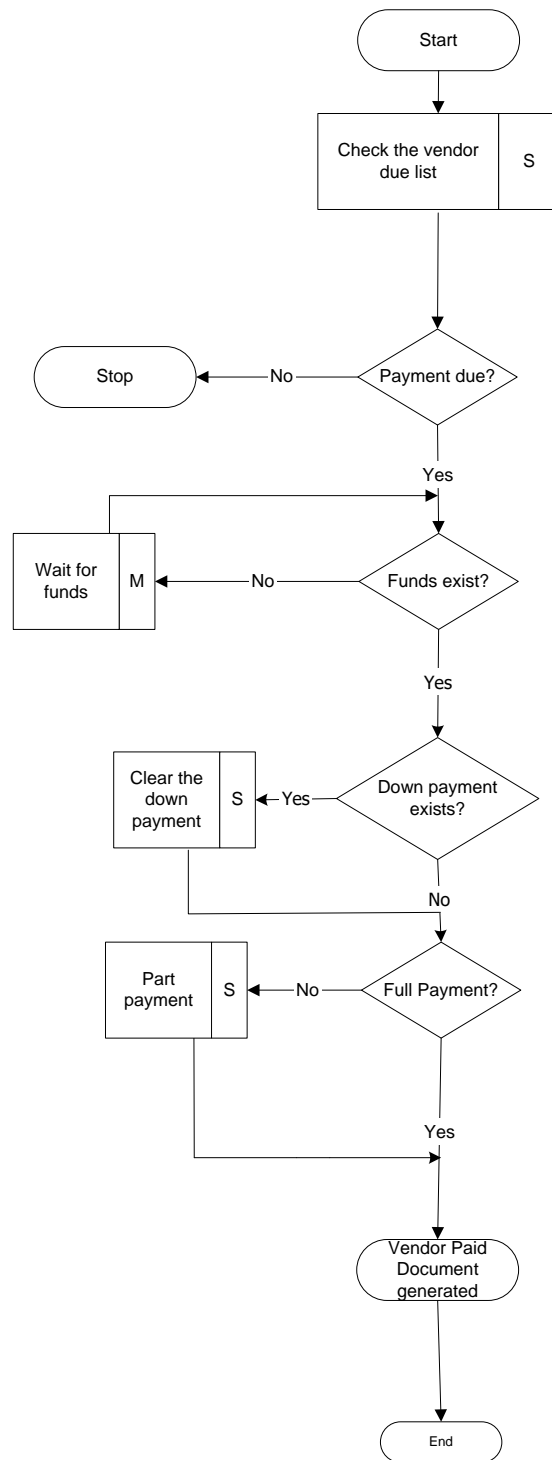 Start
Check the vendor
due list
S
Payment due?
No
Stop
Yes
Wait for
funds
M
No
Funds exist?
Yes
Clear the
down
payment
S
Yes
Down payment
exists?
No
Part
payment
S
No
Full Payment?
Yes
Vendor Paid
Document
generated
End